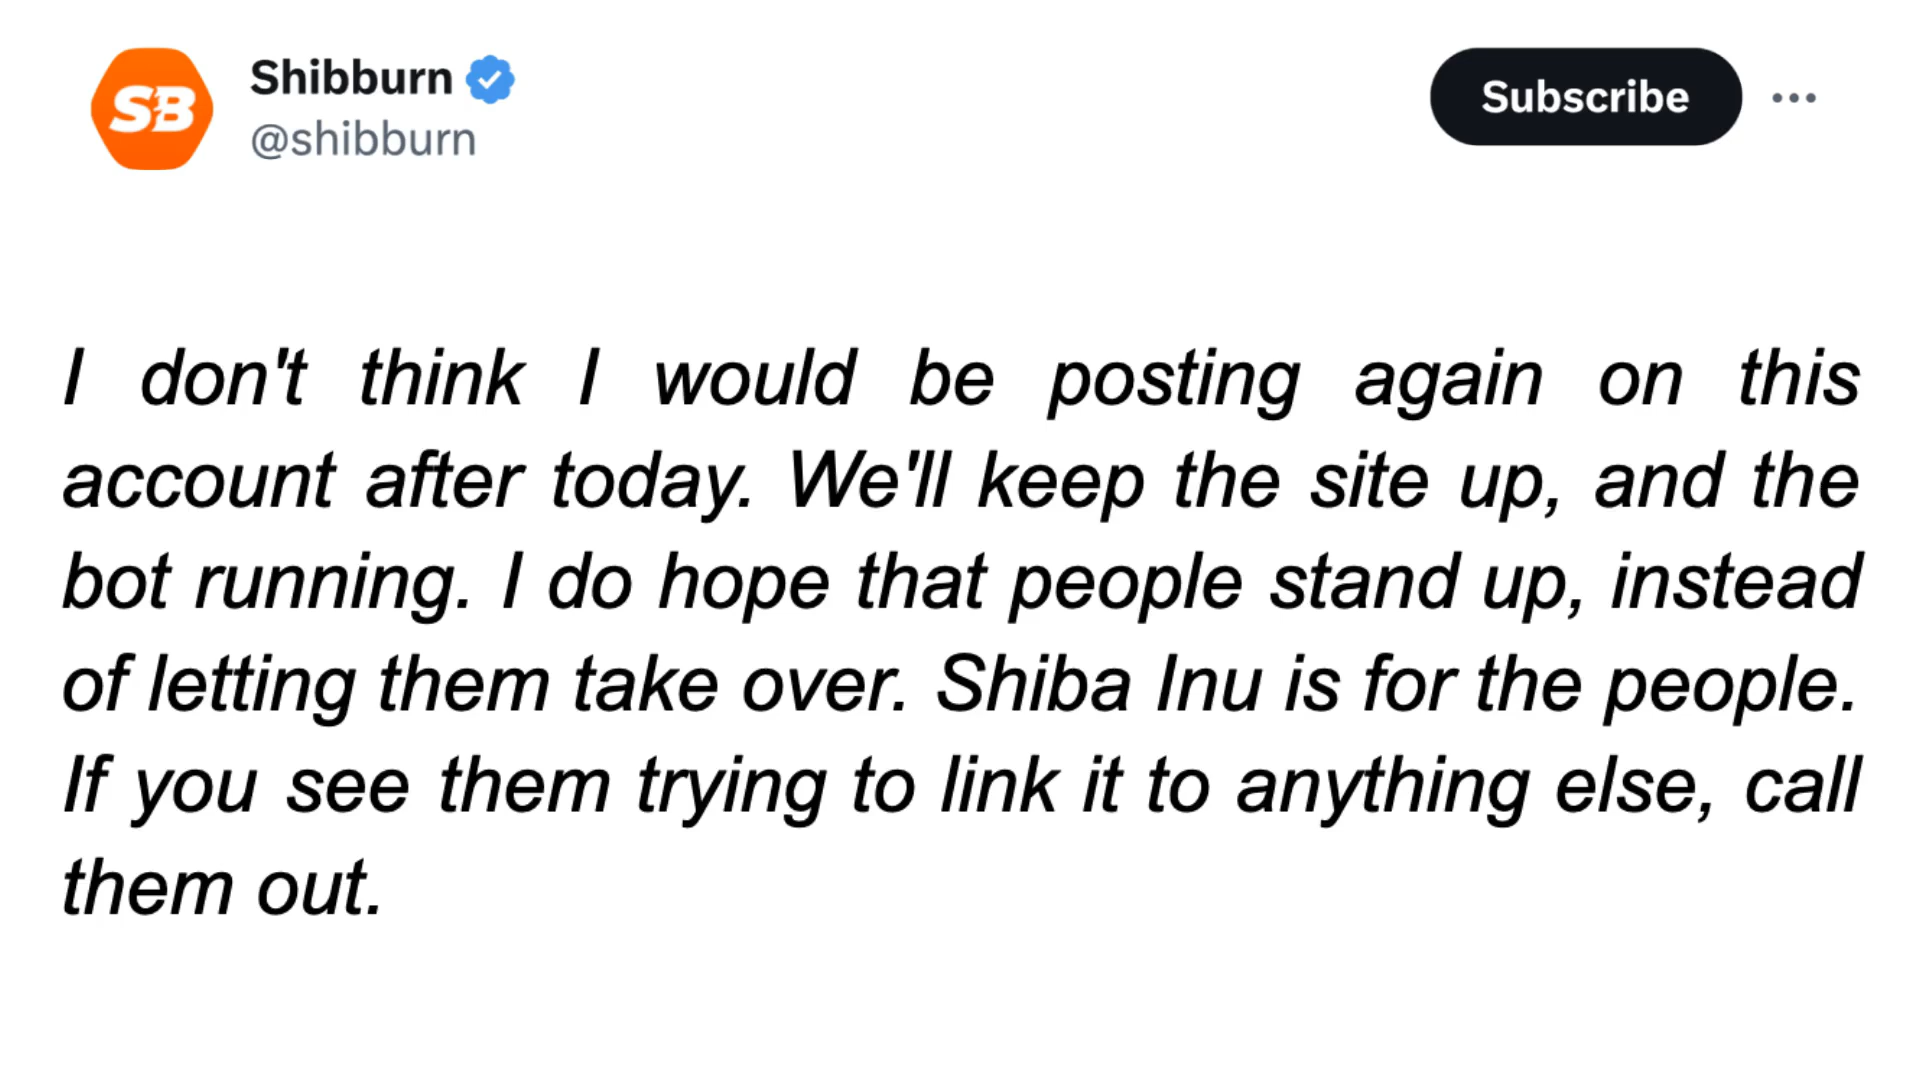 SB
Shibburn
@shibburn
Subscribe
I don't think I would be posting again on this
account after today. We'll keep the site up, and the
bot running. I do hope that people stand up, instead
of letting them take over. Shiba Inu is for the people.
If you see them trying to link it to anything else, call
them out.